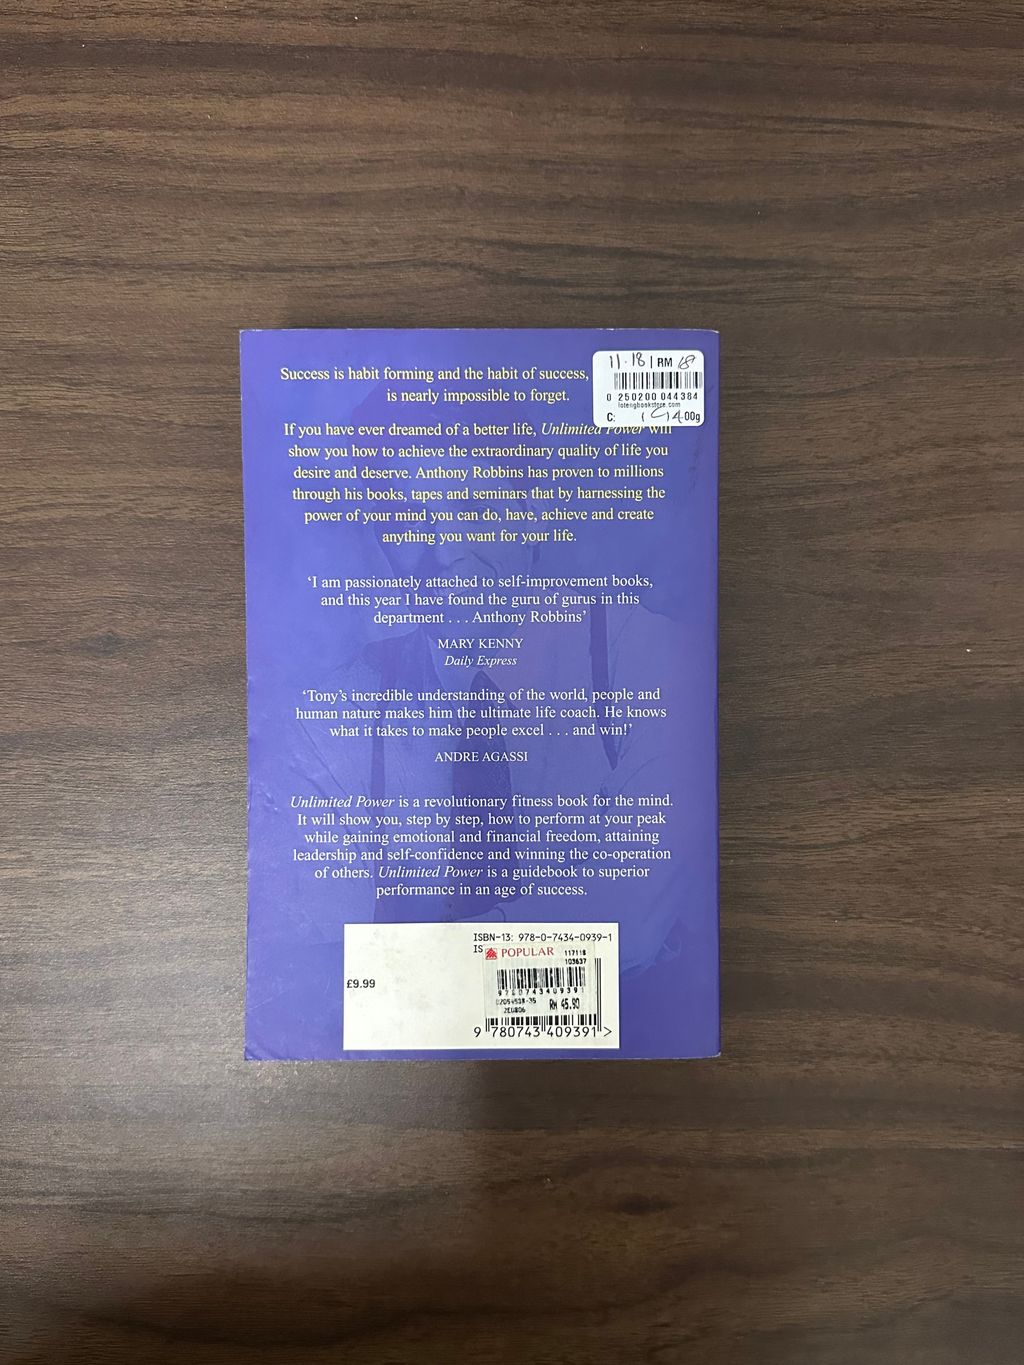 Success is habit forming and the habit of success,
is nearly impossible to forget.
11·18 | RM 18
0 250200 044384
lotengbookstore.com
C: 00g
If you have ever dreamed of a better life, Unlimited Power will
show you how to achieve the extraordinary quality of life you
desire and deserve. Anthony Robbins has proven to millions
through his books, tapes and seminars that by harnessing the
power of your mind you can do, have, achieve and create
anything you want for your life.
‘I am passionately attached to self-improvement books,
and this year I have found the guru of gurus in this
department . . . Anthony Robbins’
MARY KENNY
Daily Express
‘Tony’s incredible understanding of the world, people and
human nature makes him the ultimate life coach. He knows
what it takes to make people excel . . . and win!’
ANDRE AGASSI
Unlimited Power is a revolutionary fitness book for the mind.
It will show you, step by step, how to perform at your peak
while gaining emotional and financial freedom, attaining
leadership and self-confidence and winning the co-operation
of others. Unlimited Power is a guidebook to superior
performance in an age of success.
ISBN-13: 978-0-7434-0939-1
IS
POPULAR 117118
103637
£9.99
9780743409391
RM 45.90
9 780743 409391 >